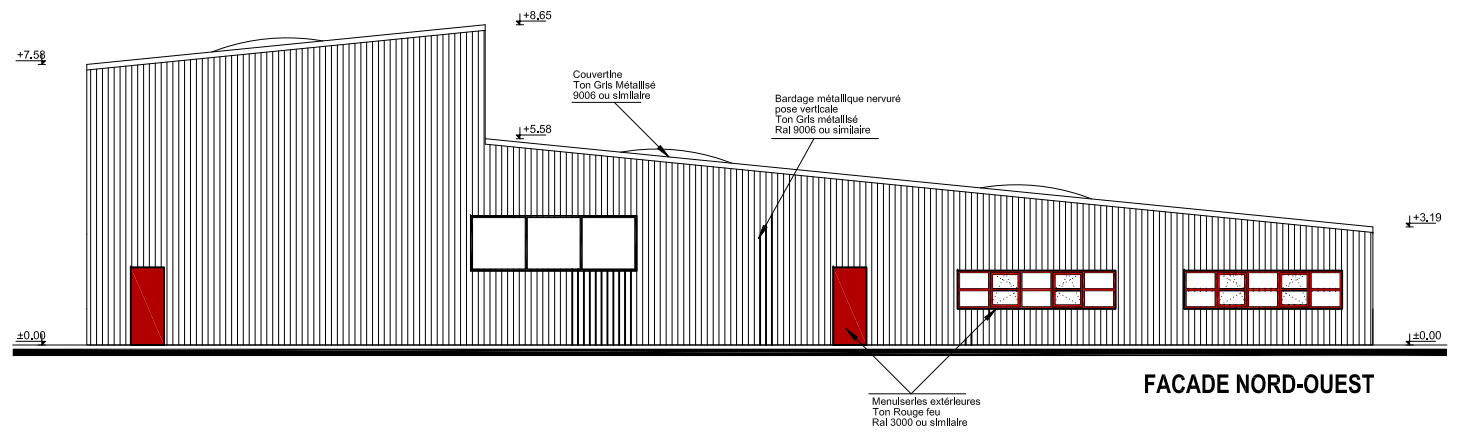 +8.65
+7.58
Couvertine
Ton Gris Métallisé
9006 ou similaire
Bardage métallique nervuré
pose verticale
Ton Gris métallisé
Ral 9006 ou similaire
+5.58
+3.19
±0.00
±0.00
FACADE NORD-OUEST
Menuiseries extérieures
Ton Rouge feu
Ral 3000 ou similaire